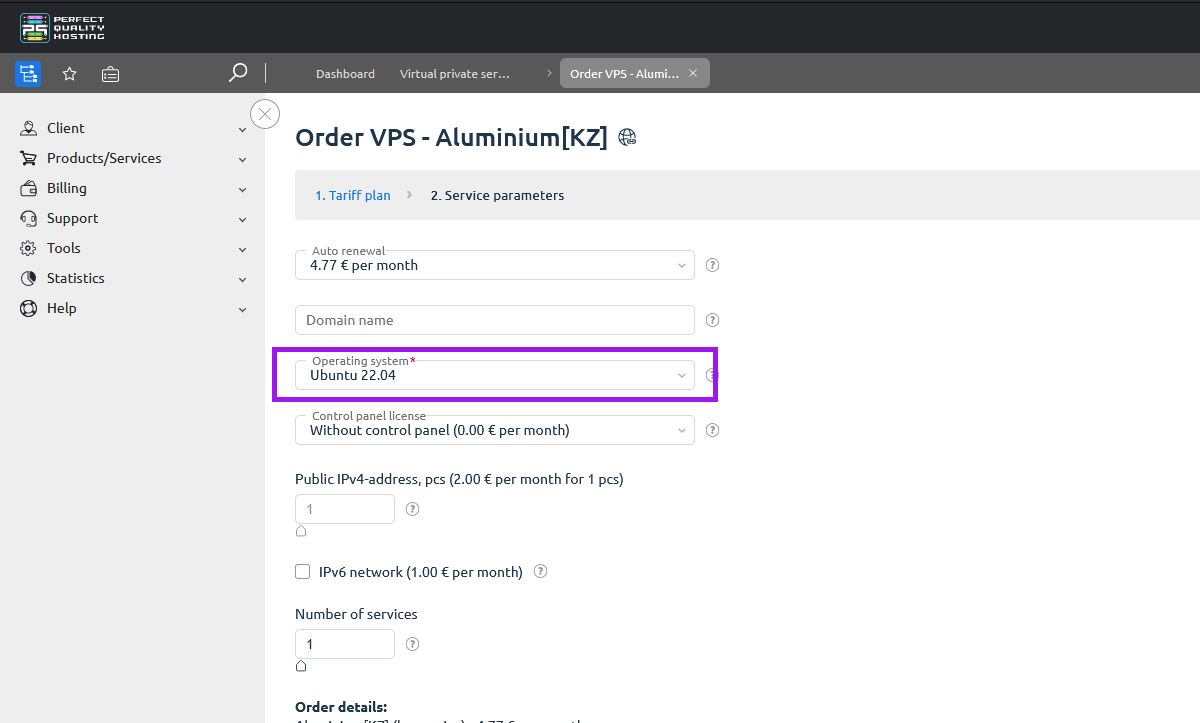 PERFECT
QUALITY
HOSTING
Dashboard
Virtual private ser...
Order VPS - Alumi...
Client
Products/Services
Billing
Support
Tools
Statistics
Help
Order VPS - Aluminium[KZ]
1. Tariff plan
2. Service parameters
Auto renewal
4.77 € per month
Domain name
Operating system*
Ubuntu 22.04
Control panel license
Without control panel (0.00 € per month)
Public IPv4-address, pcs (2.00 € per month for 1 pcs)
1
IPv6 network (1.00 € per month)
Number of services
1
Order details: